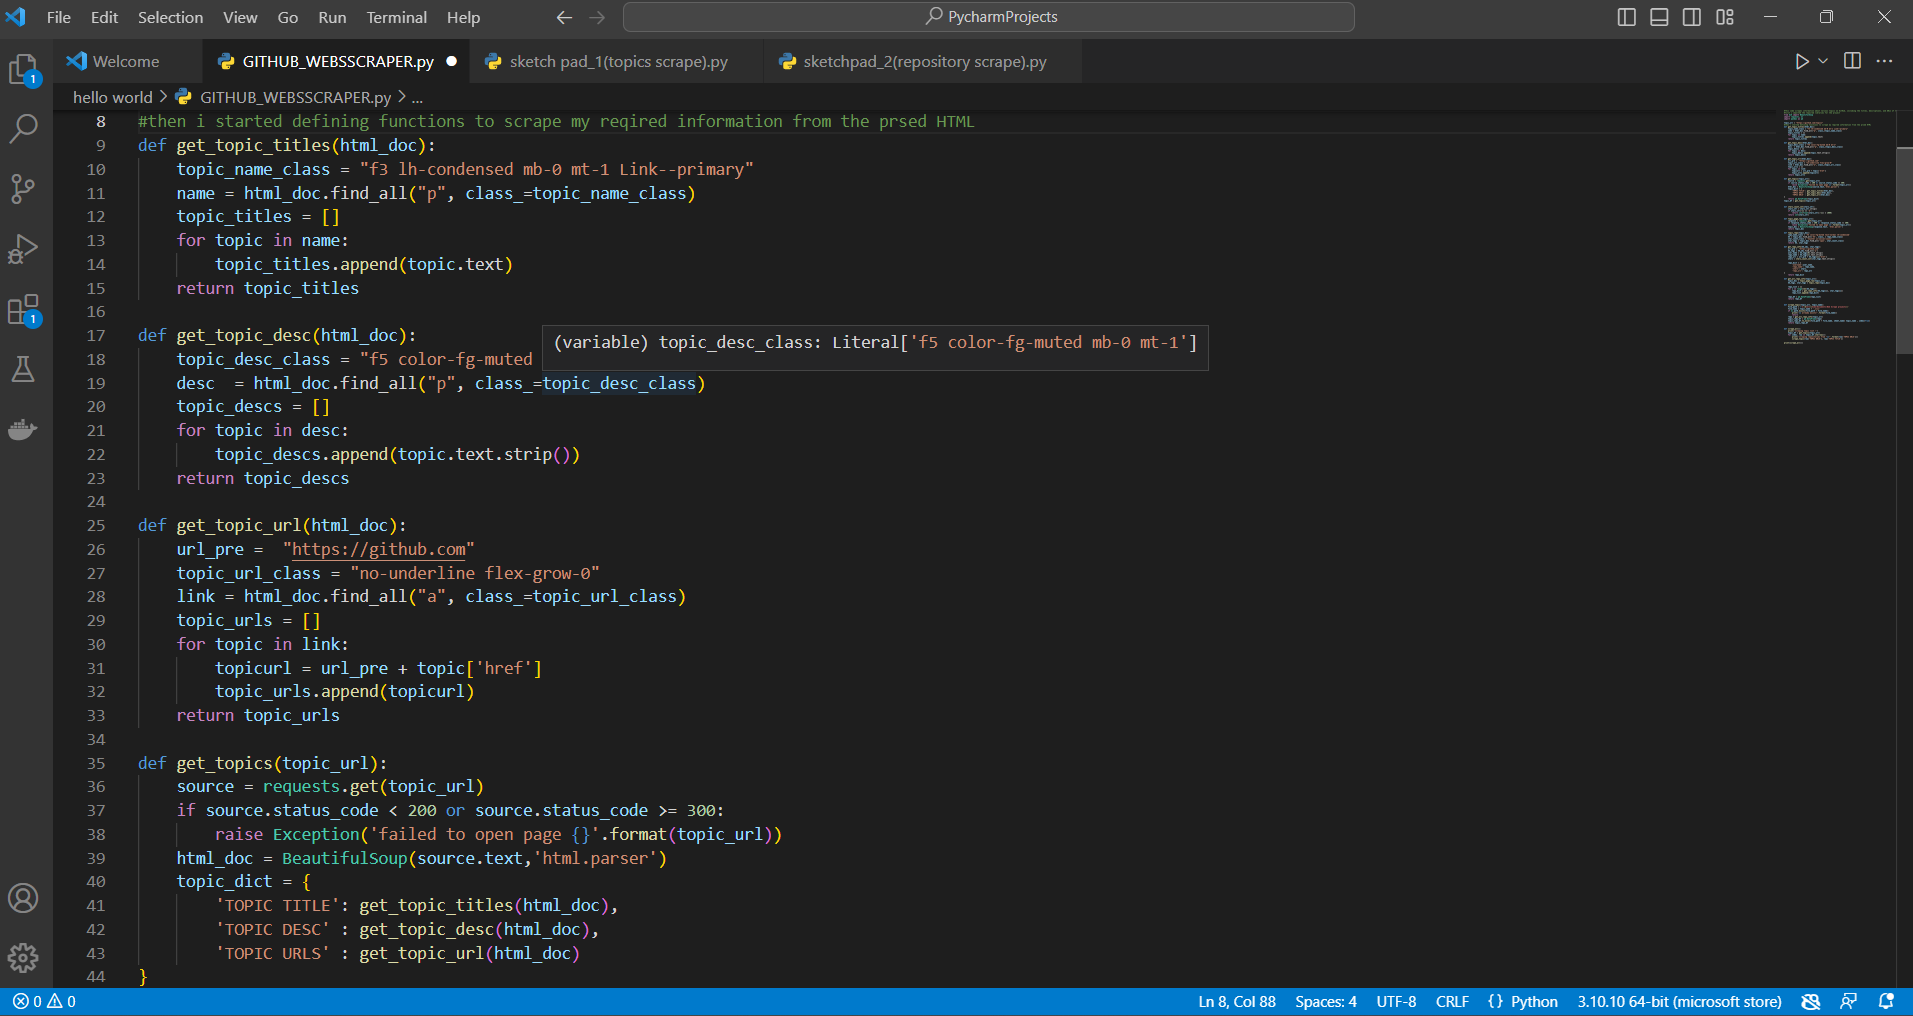 File Edit Selection View Go Run Terminal Help PycharmProjects
Welcome GITHUB_WEBSSCRAPER.py sketch pad_1(topics scrape).py sketchpad_2(repository scrape).py
hello world > GITHUB_WEBSSCRAPER.py > ...
8 #then i started defining functions to scrape my reqired information from the prsed HTML
9 def get_topic_titles(html_doc):
10 topic_name_class = "f3 lh-condensed mb-0 mt-1 Link--primary"
11 name = html_doc.find_all("p", class_=topic_name_class)
12 topic_titles = []
13 for topic in name:
14 topic_titles.append(topic.text)
15 return topic_titles
16
17 def get_topic_desc(html_doc):
(variable) topic_desc_class: Literal['f5 color-fg-muted mb-0 mt-1']
18 topic_desc_class = "f5 color-fg-muted
19 desc  = html_doc.find_all("p", class_=topic_desc_class)
20 topic_descs = []
21 for topic in desc:
22 topic_descs.append(topic.text.strip())
23 return topic_descs
24
25 def get_topic_url(html_doc):
26 url_pre =  "https://github.com"
27 topic_url_class = "no-underline flex-grow-0"
28 link = html_doc.find_all("a", class_=topic_url_class)
29 topic_urls = []
30 for topic in link:
31 topicurl = url_pre + topic['href']
32 topic_urls.append(topicurl)
33 return topic_urls
34
35 def get_topics(topic_url):
36 source = requests.get(topic_url)
37 if source.status_code < 200 or source.status_code >= 300:
38 raise Exception('failed to open page {}'.format(topic_url))
39 html_doc = BeautifulSoup(source.text,'html.parser')
40 topic_dict = {
41 'TOPIC TITLE': get_topic_titles(html_doc),
42 'TOPIC DESC' : get_topic_desc(html_doc),
43 'TOPIC URLS' : get_topic_url(html_doc)
44 }
1
1
0 0 Ln 8, Col 88 Spaces: 4 UTF-8 CRLF {} Python 3.10.10 64-bit (microsoft store)